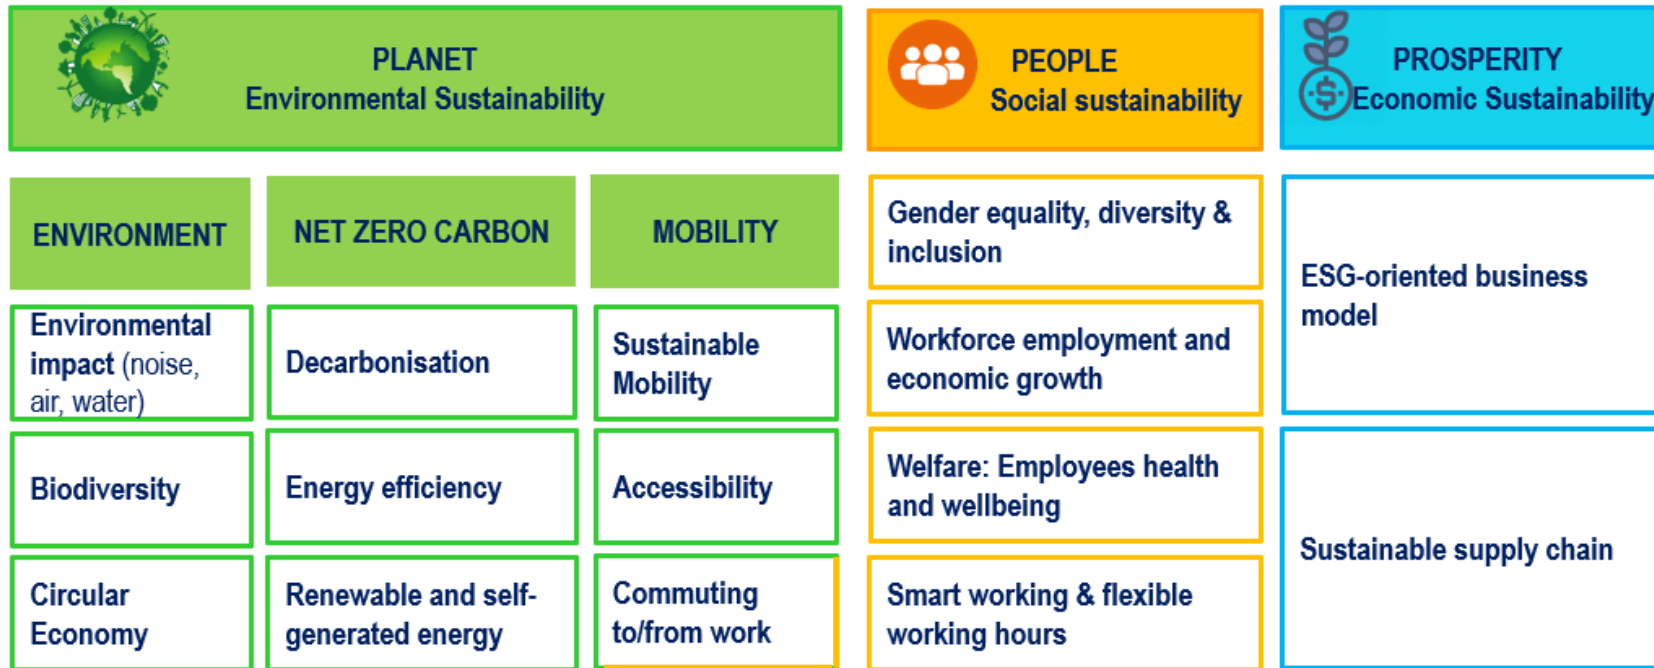 PLANET
Environmental Sustainability
PEOPLE
Social sustainability
PROSPERITY
Economic Sustainability
ENVIRONMENT
NET ZERO CARBON
MOBILITY
Environmental
impact (noise,
air, water)
Decarbonisation
Sustainable
Mobility
Biodiversity
Energy efficiency
Accessibility
Circular
Economy
Renewable and self-
generated energy
Commuting
to/from work
Gender equality, diversity &
inclusion
Workforce employment and
economic growth
Welfare: Employees health
and wellbeing
Smart working & flexible
working hours
ESG-oriented business
model
Sustainable supply chain